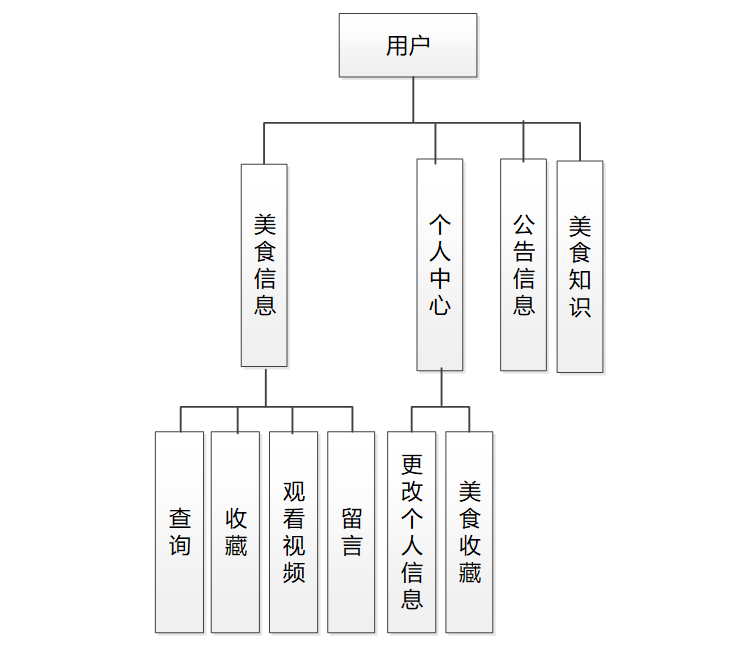 用户
美食信息
个人中心
公告信息
美食知识
查询
收藏
观看视频
留言
更改个人信息
美食收藏